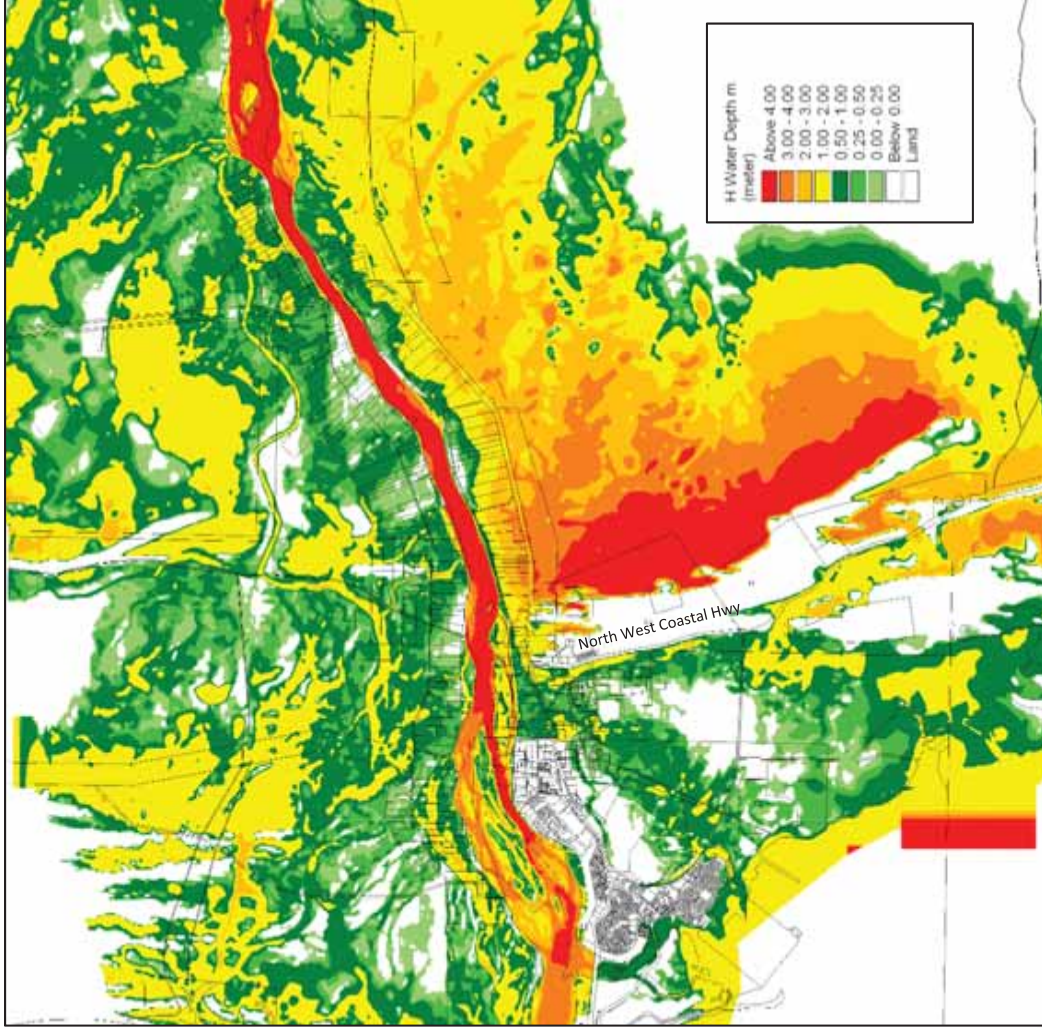 H Water Depth m
(meter)
Above 4.00
3.00 - 4.00
2.00 - 3.00
1.00 - 2.00
0.50 - 1.00
0.25 - 0.50
0.00 - 0.25
Below 0.00
Land
North West Coastal Hwy